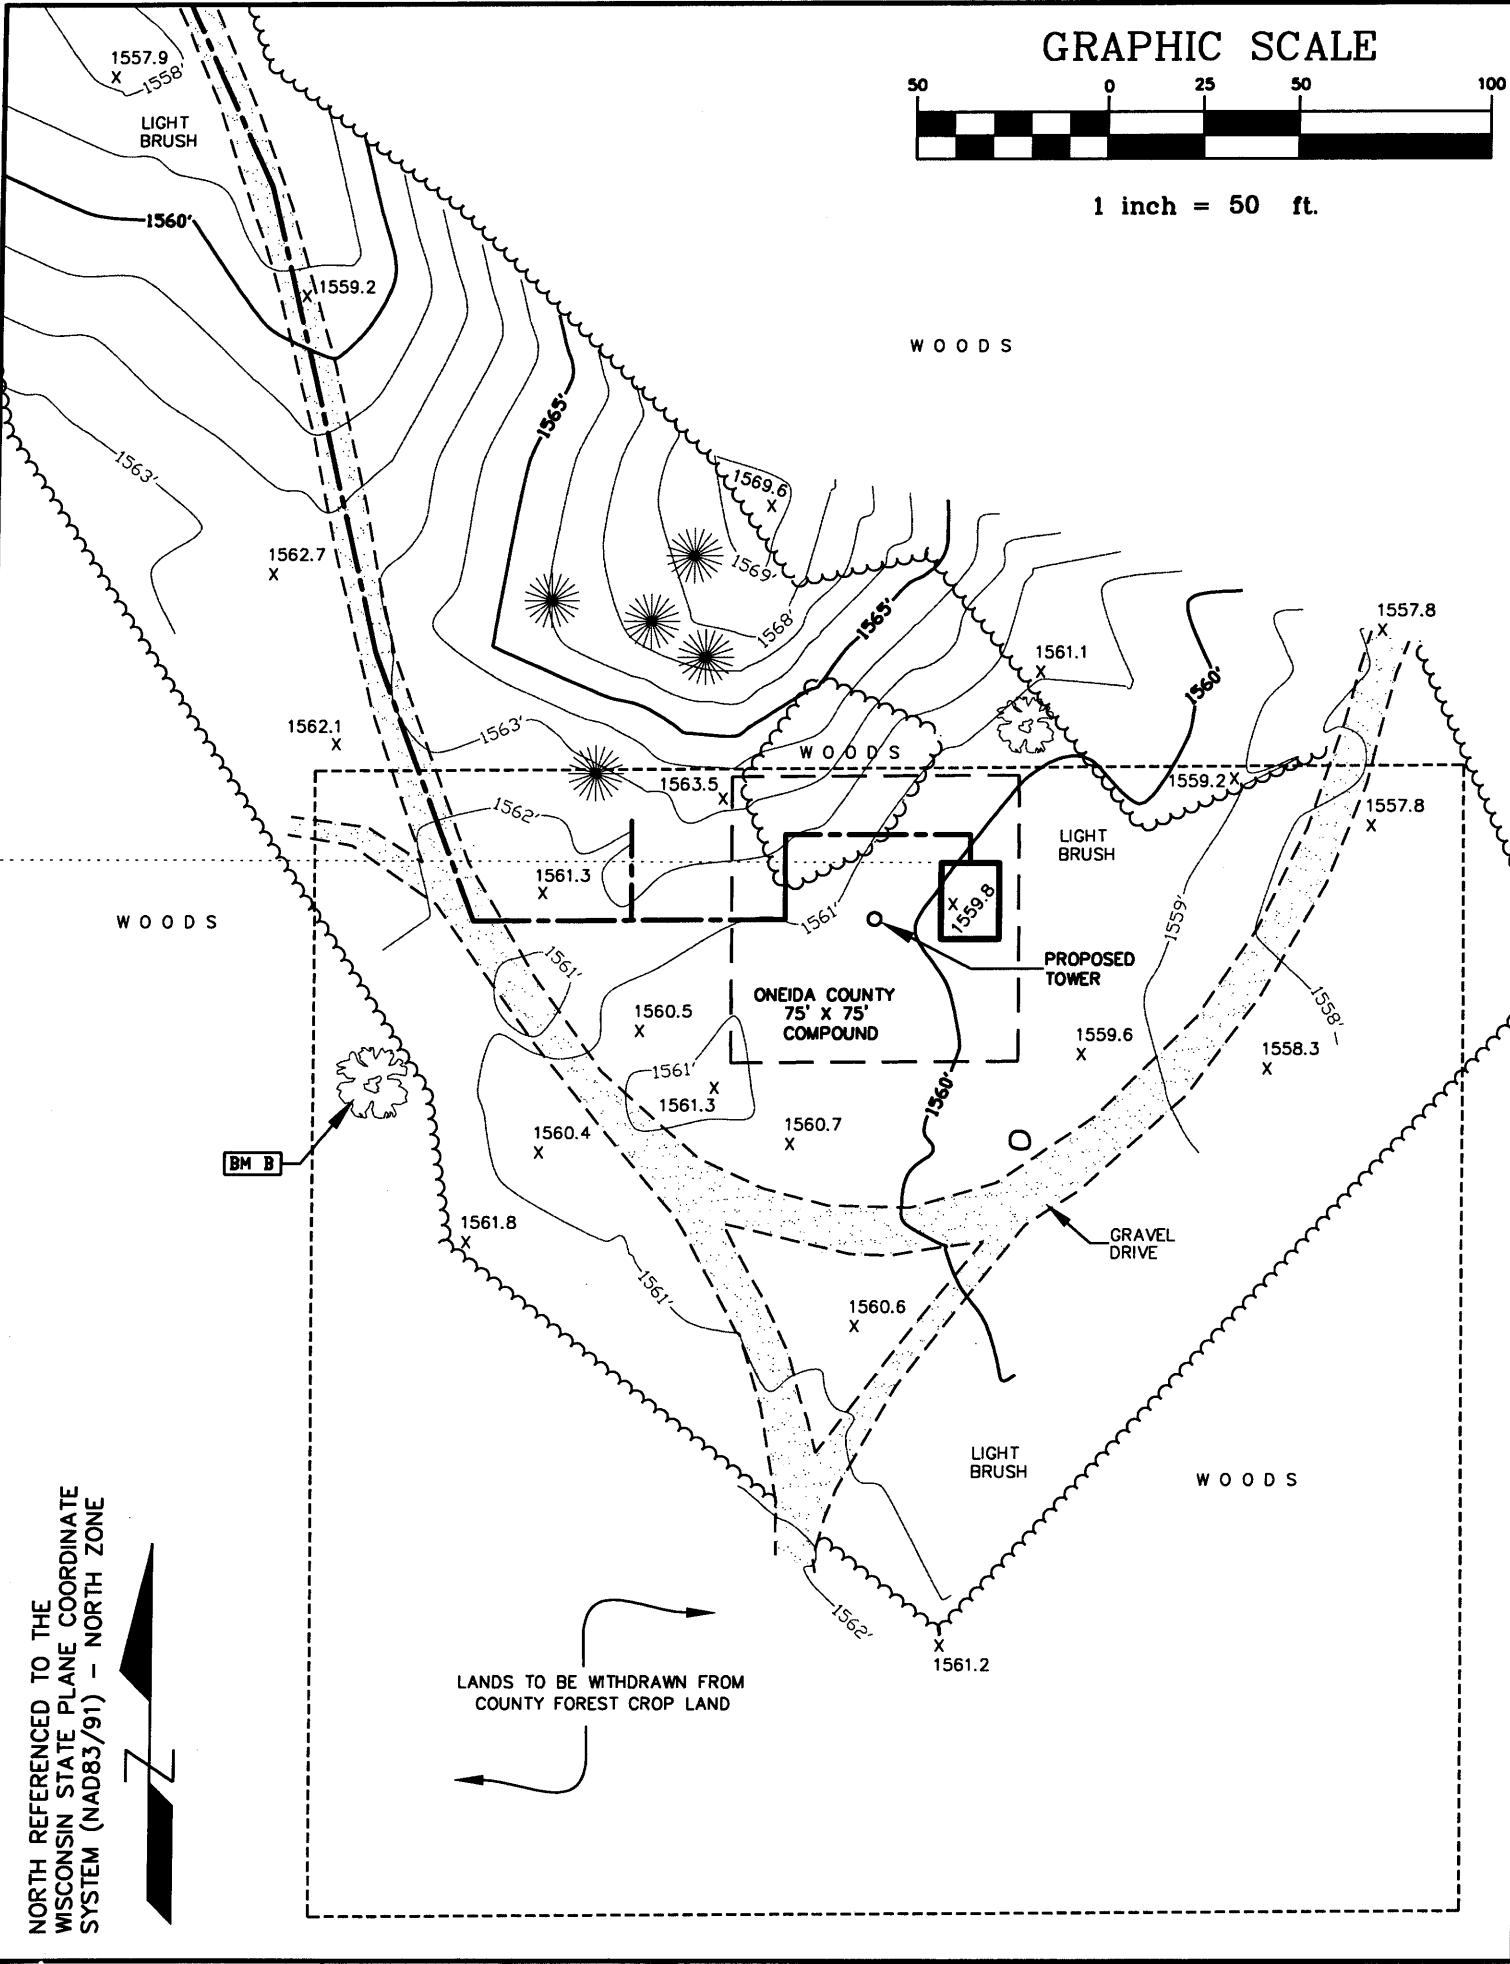 GRAPHIC SCALE
50 0 25 50 100
1 inch = 50 ft.
1557.9
X
1558'
LIGHT
BRUSH
1560'
1559.2
X
WOODS
1565'
1563'
1569.6
X
1562.7
X
1569'
1568'
1565'
1557.8
X
1561.1
X
1560'
1562.1
X
1563'
WOODS
1563.5
X
1559.2
X
1557.8
X
1562'
LIGHT
BRUSH
1561.3
X
1559.8
X
WOODS
1561'
1559'
PROPOSED
TOWER
1561'
ONEIDA COUNTY
75' X 75'
COMPOUND
1558'
1560.5
X
1559.6
X
1558.3
X
1561'
1561.3
X
1560'
1560.4
X
1560.7
X
BM B
1561.8
X
GRAVEL
DRIVE
1561'
1560.6
X
LIGHT
BRUSH
WOODS
1562'
X
1561.2
LANDS TO BE WITHDRAWN FROM
COUNTY FOREST CROP LAND
NORTH REFERENCED TO THE
WISCONSIN STATE PLANE COORDINATE
SYSTEM (NAD83/91) - NORTH ZONE
N